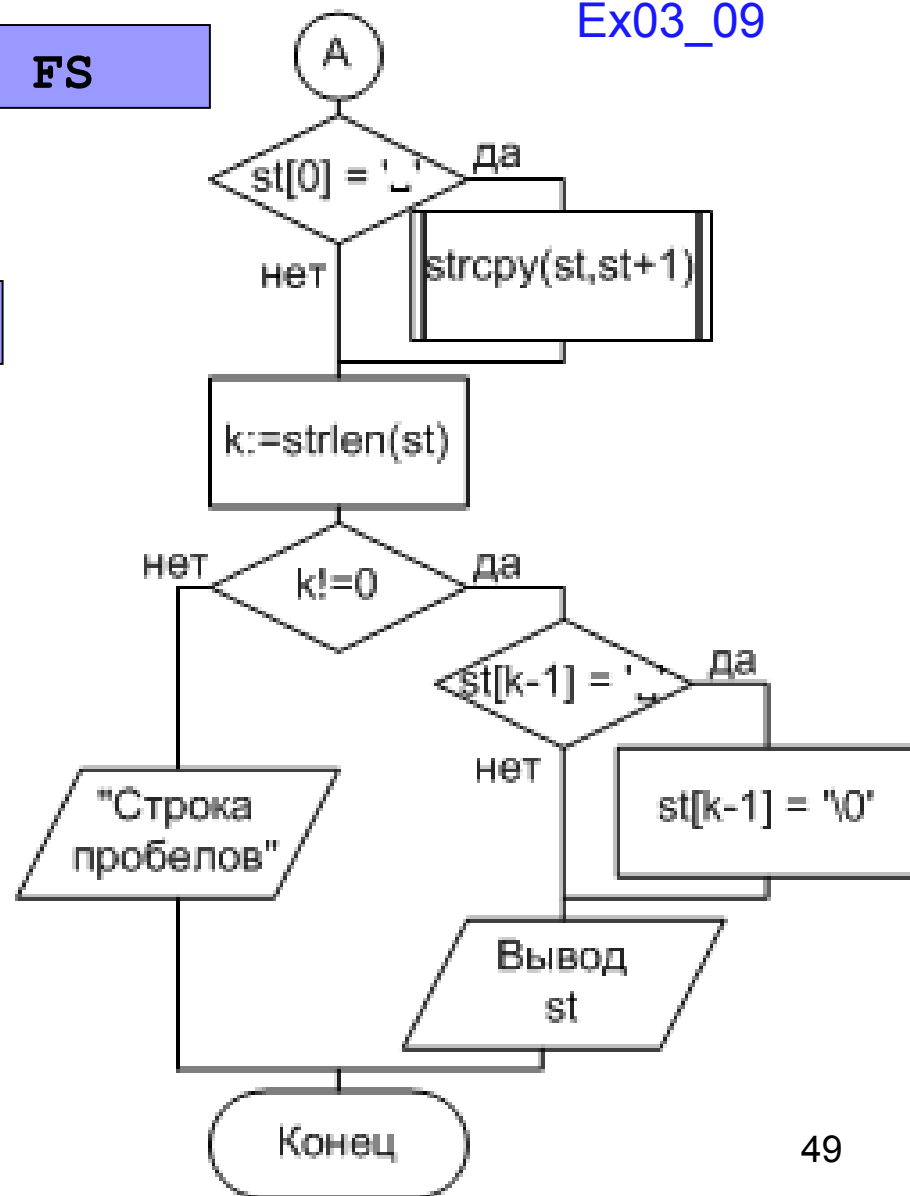 Ex03_09
FS
A
st[0] = '␣'
да
нет
strcpy(st,st+1)
k:=strlen(st)
нет
k!=0
да
st[k-1] = '␣'
да
нет
"Строка
пробелов"
st[k-1] = '\0'
Вывод
st
Конец
49